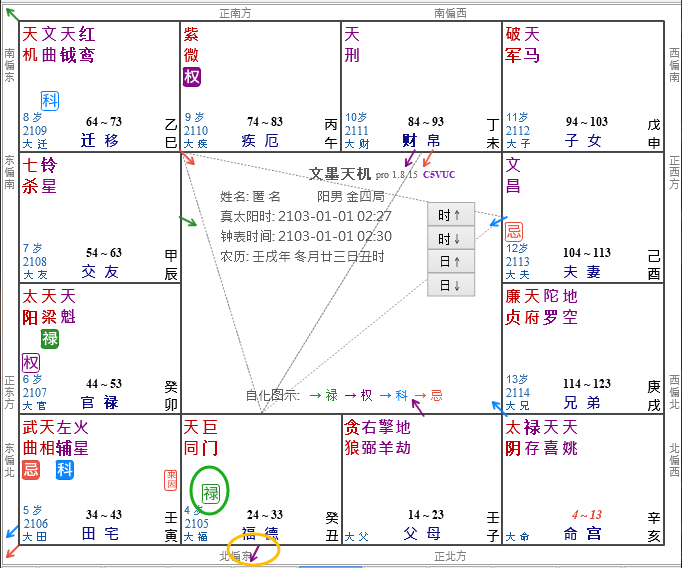 正南方
南偏西
南偏东
天文天红
机曲钺鸾
科
8岁
2109
大迁
64~73
迁移
乙巳
紫微
权
9岁
2110
大疾
74~83
疾厄
丙午
天刑
10岁
2111
大财
84~93
财帛
丁未
破天
军马
11岁
2112
大子
94~103
子女
戊申
西偏南
东偏南
七铃
杀星
7岁
2108
大友
54~63
交友
甲辰
文墨天机 pro 1.8.15 C5VUC
姓名: 匿名 阳男 金四局
真太阳时: 2103-01-01 02:27
钟表时间: 2103-01-01 02:30
农历: 壬戌年 冬月廿三日丑时
时↑
时↓
日↑
日↓
自化图示: →禄 →权 →科 →忌
文昌
忌
12岁
2113
大夫
104~113
夫妻
己酉
正西方
正东方
太天天
阳梁魁
禄
权
6岁
2107
大官
44~53
官禄
癸卯
廉天陀地
贞府罗空
13岁
2114
大兄
114~123
兄弟
庚戌
西偏北
东偏北
武天左火
曲相辅星
忌
科
来因
5岁
2106
大田
34~43
田宅
壬寅
天巨
同门
禄
4岁
2105
大福
24~33
福德
癸丑
贪右擎地
狼弼羊劫
大父
14~23
父母
壬子
太禄天天
阴存喜姚
大命
4~13
命宫
辛亥
北偏西
北偏东
正北方